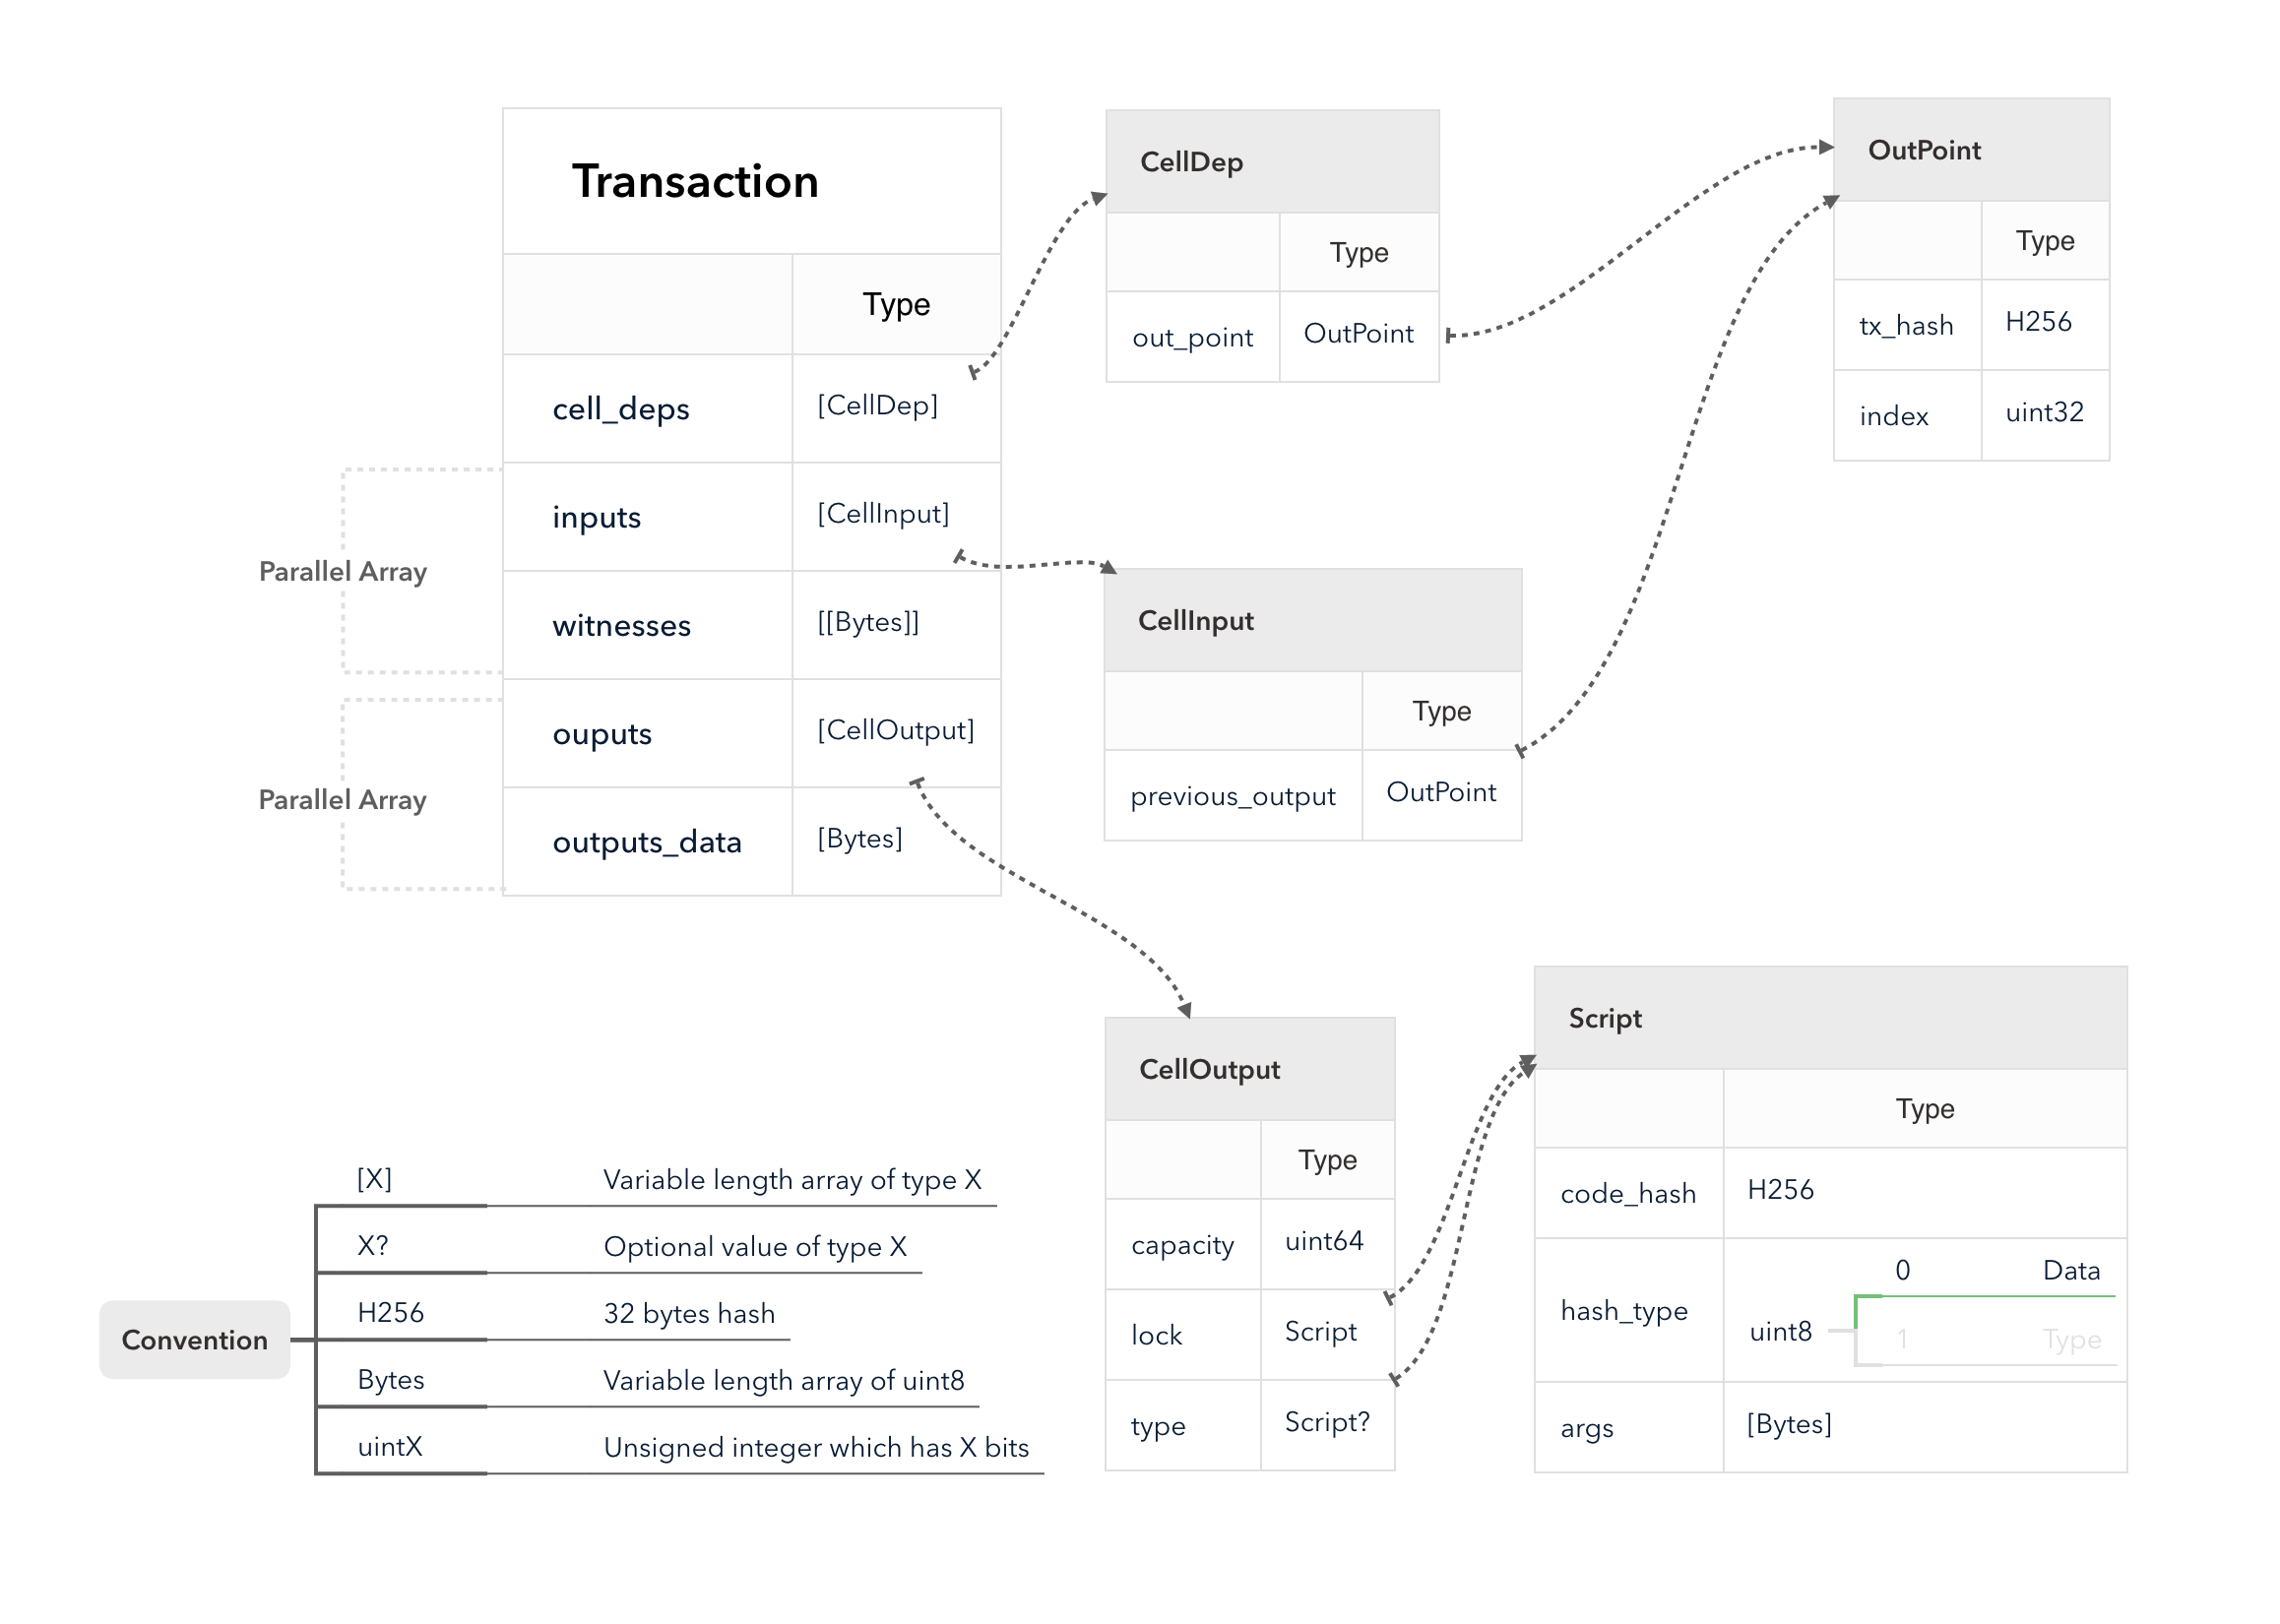 Transaction
Type
cell_deps [CellDep]
inputs [CellInput]
witnesses [[Bytes]]
ouputs [CellOutput]
outputs_data [Bytes]
Parallel Array
Parallel Array
CellDep
Type
out_point OutPoint
OutPoint
Type
tx_hash H256
index uint32
CellInput
Type
previous_output OutPoint
CellOutput
Type
capacity uint64
lock Script
type Script?
Script
Type
code_hash H256
hash_type uint8
0 Data
1 Type
args [Bytes]
Convention
[X] Variable length array of type X
X? Optional value of type X
H256 32 bytes hash
Bytes Variable length array of uint8
uintX Unsigned integer which has X bits